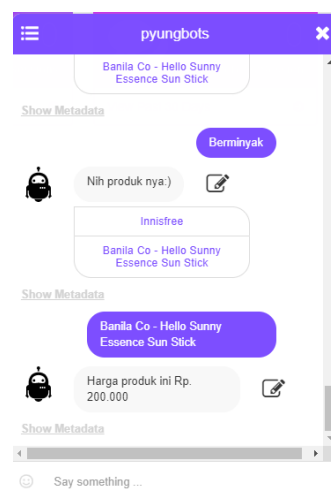 pyungbots
Banila Co - Hello Sunny
Essence Sun Stick
Show Metadata
Berminyak
Nih produk nya:)
Innisfree
Banila Co - Hello Sunny
Essence Sun Stick
Show Metadata
Banila Co - Hello Sunny
Essence Sun Stick
Harga produk ini Rp.
200.000
Show Metadata
Say something ...